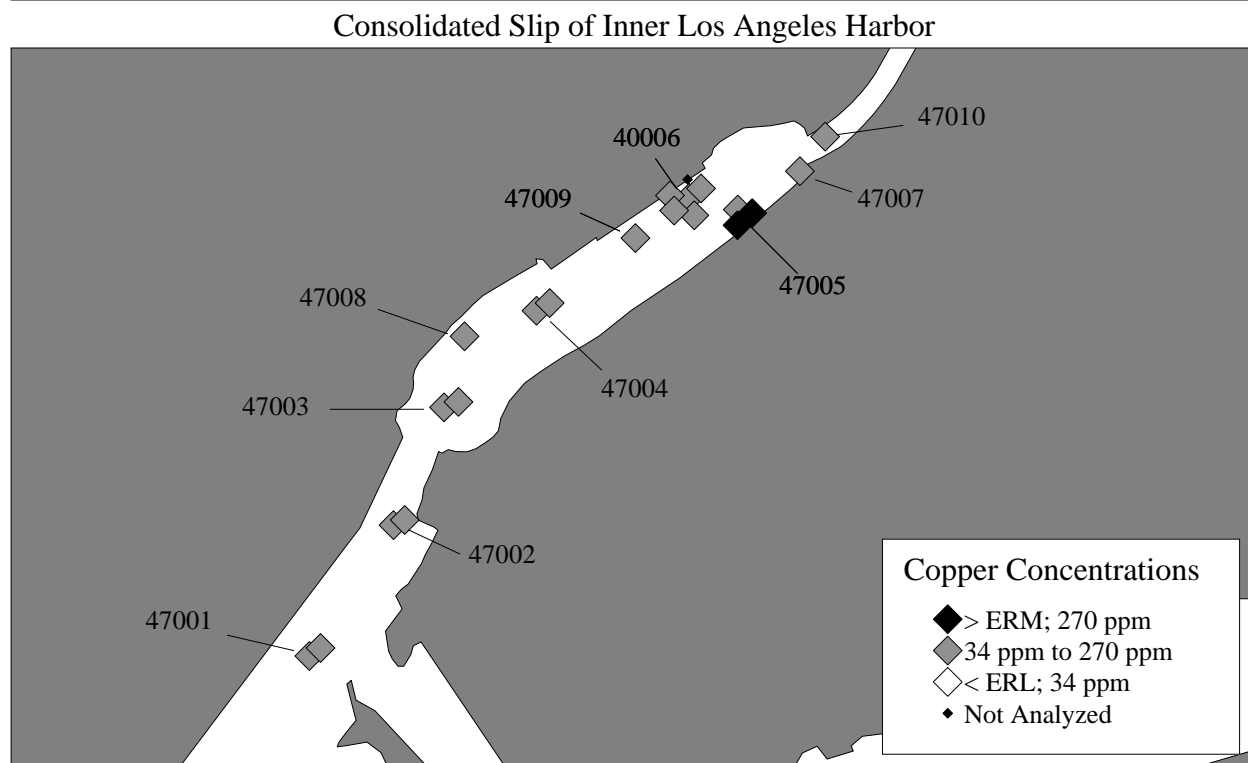 Consolidated Slip of Inner Los Angeles Harbor
47010
40006
47009
47007
47005
47008
47004
47003
47002
47001
Copper Concentrations
> ERM; 270 ppm
34 ppm to 270 ppm
< ERL; 34 ppm
Not Analyzed